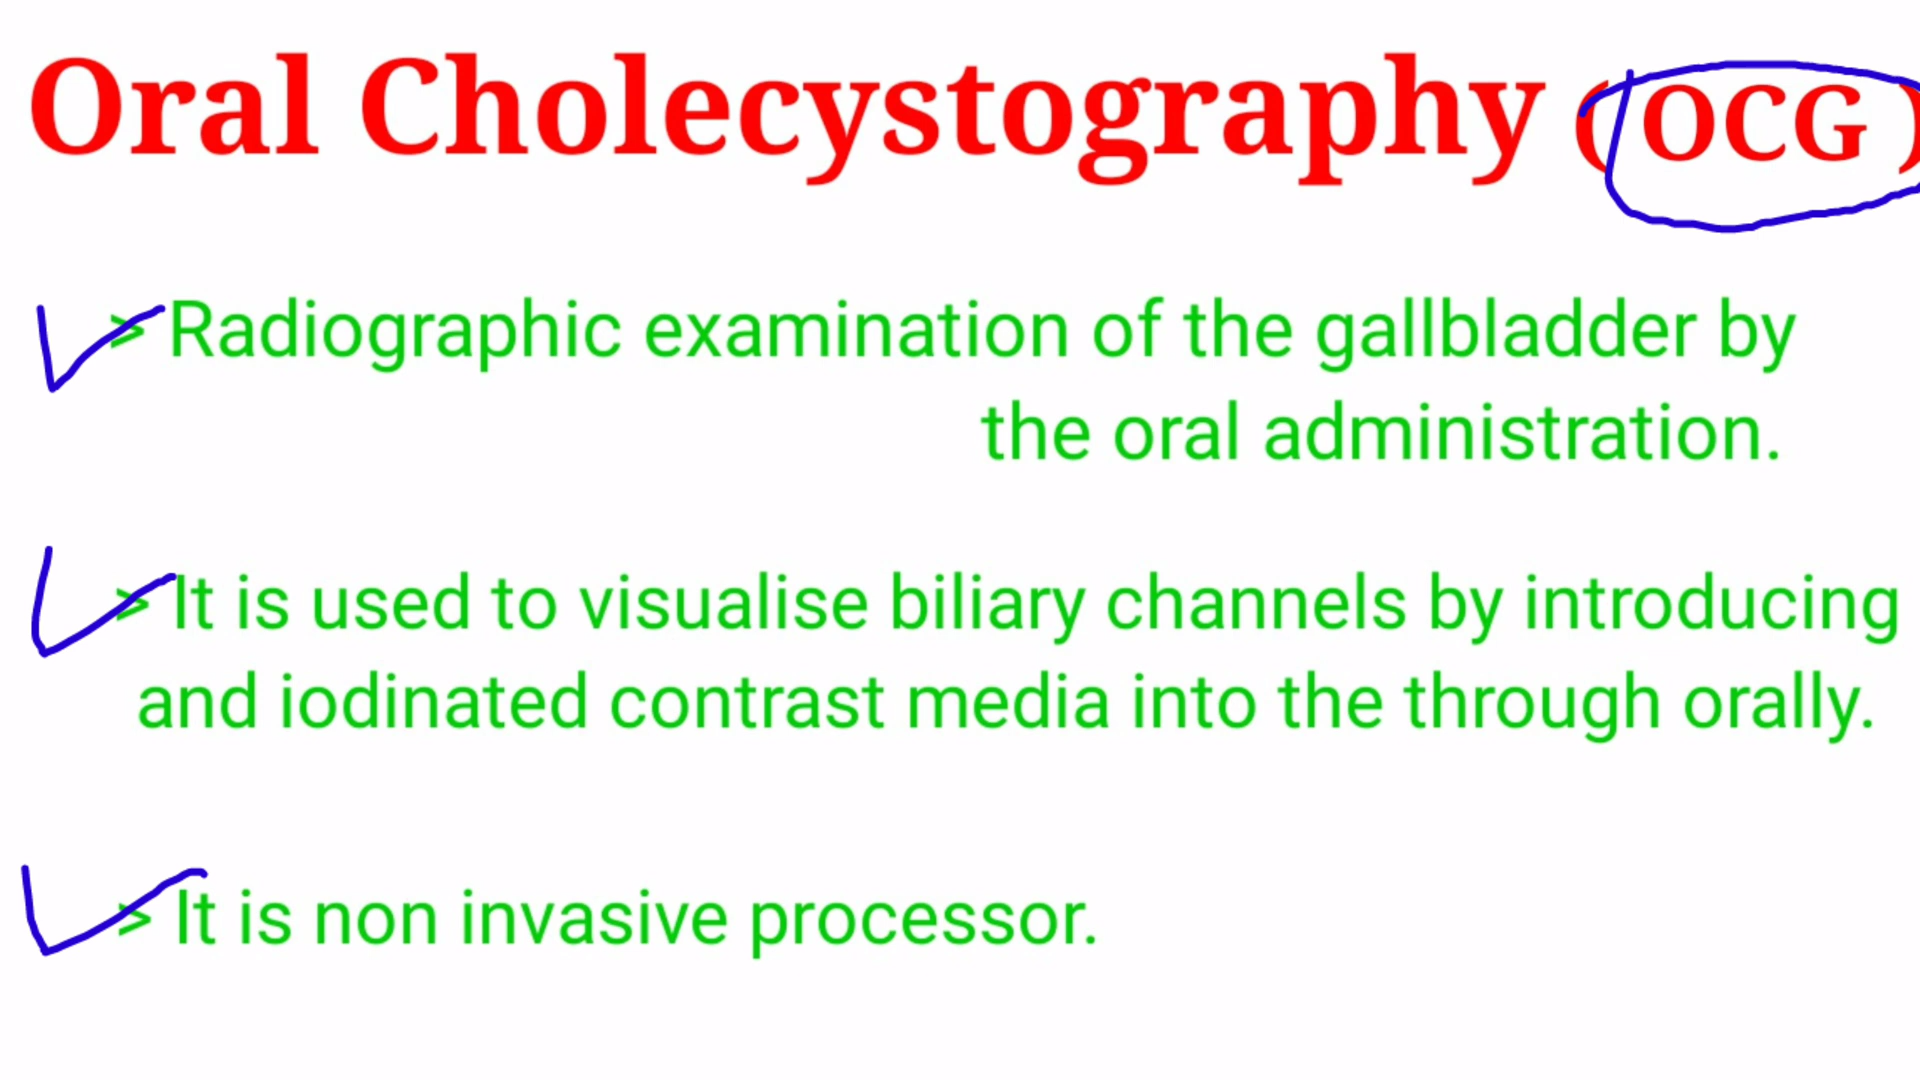 Oral Cholecystography ( OCG )
> Radiographic examination of the gallbladder by
the oral administration.
> It is used to visualise biliary channels by introducing
and iodinated contrast media into the through orally.
> It is non invasive processor.